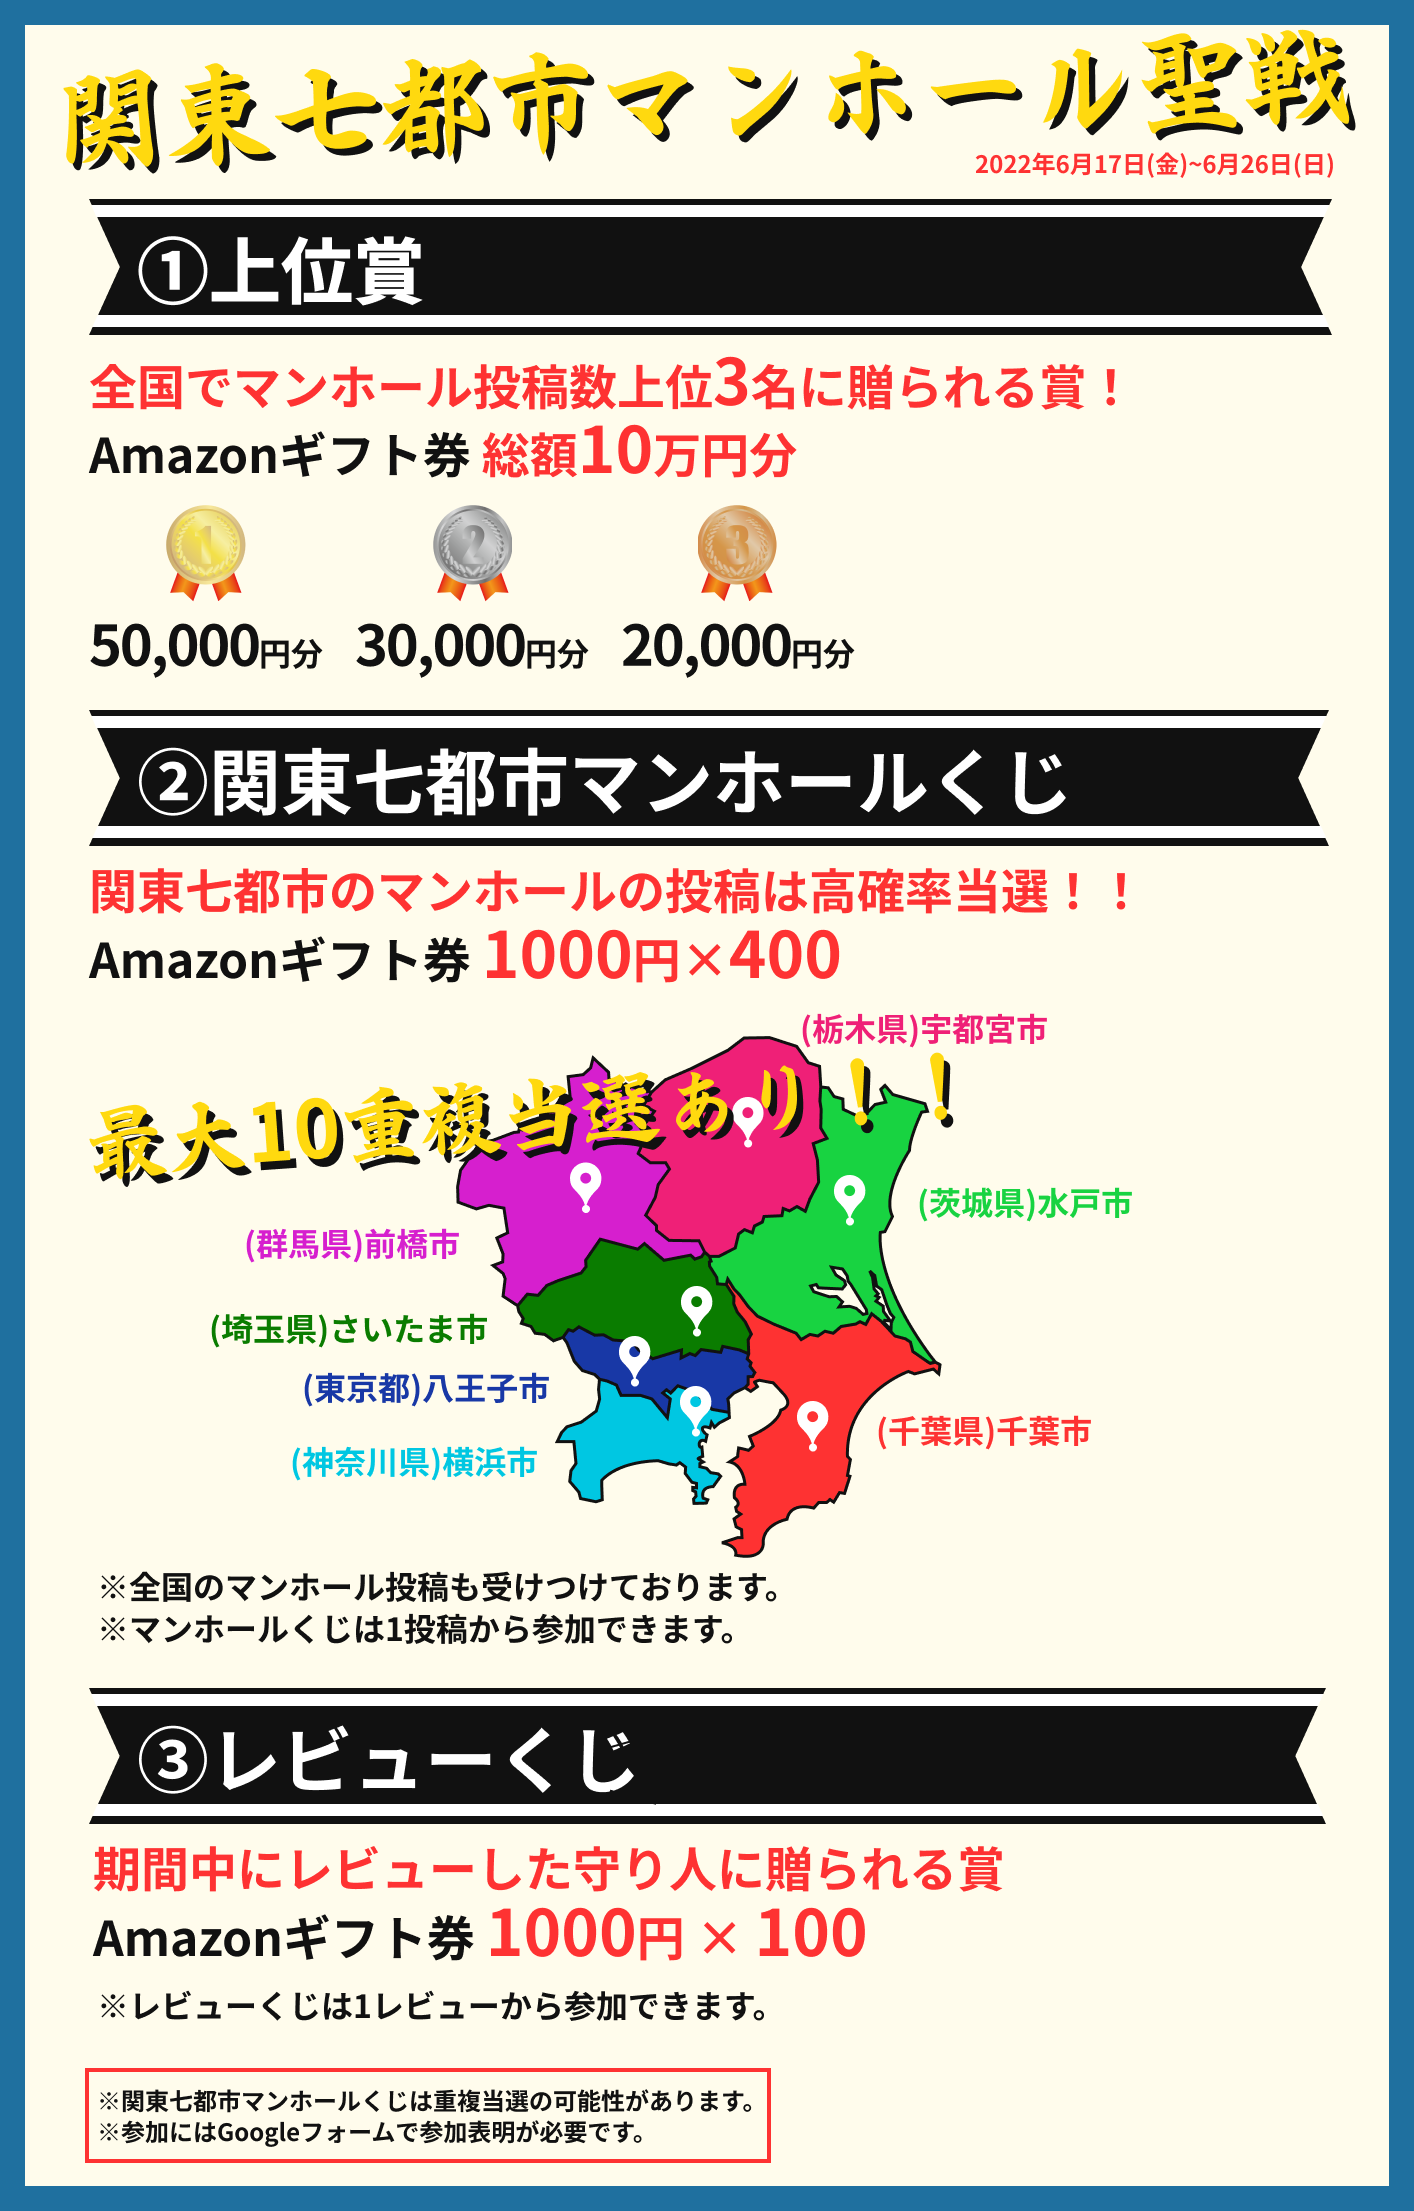 関東七都市マンホール聖戦
2022年6月17日(金)~6月26日(日)
①上位賞
全国でマンホール投稿数上位3名に贈られる賞！
Amazonギフト券 総額10万円分
1 2 3
50,000円分 30,000円分 20,000円分
②関東七都市マンホールくじ
関東七都市のマンホールの投稿は高確率当選！！
Amazonギフト券 1000円×400
(栃木県)宇都宮市
最大10重複当選あり！！
(茨城県)水戸市
(群馬県)前橋市
(埼玉県)さいたま市
(東京都)八王子市
(千葉県)千葉市
(神奈川県)横浜市
※全国のマンホール投稿も受けつけております。
※マンホールくじは1投稿から参加できます。
③レビューくじ
期間中にレビューした守り人に贈られる賞
Amazonギフト券 1000円 × 100
※レビューくじは1レビューから参加できます。
※関東七都市マンホールくじは重複当選の可能性があります。
※参加にはGoogleフォームで参加表明が必要です。